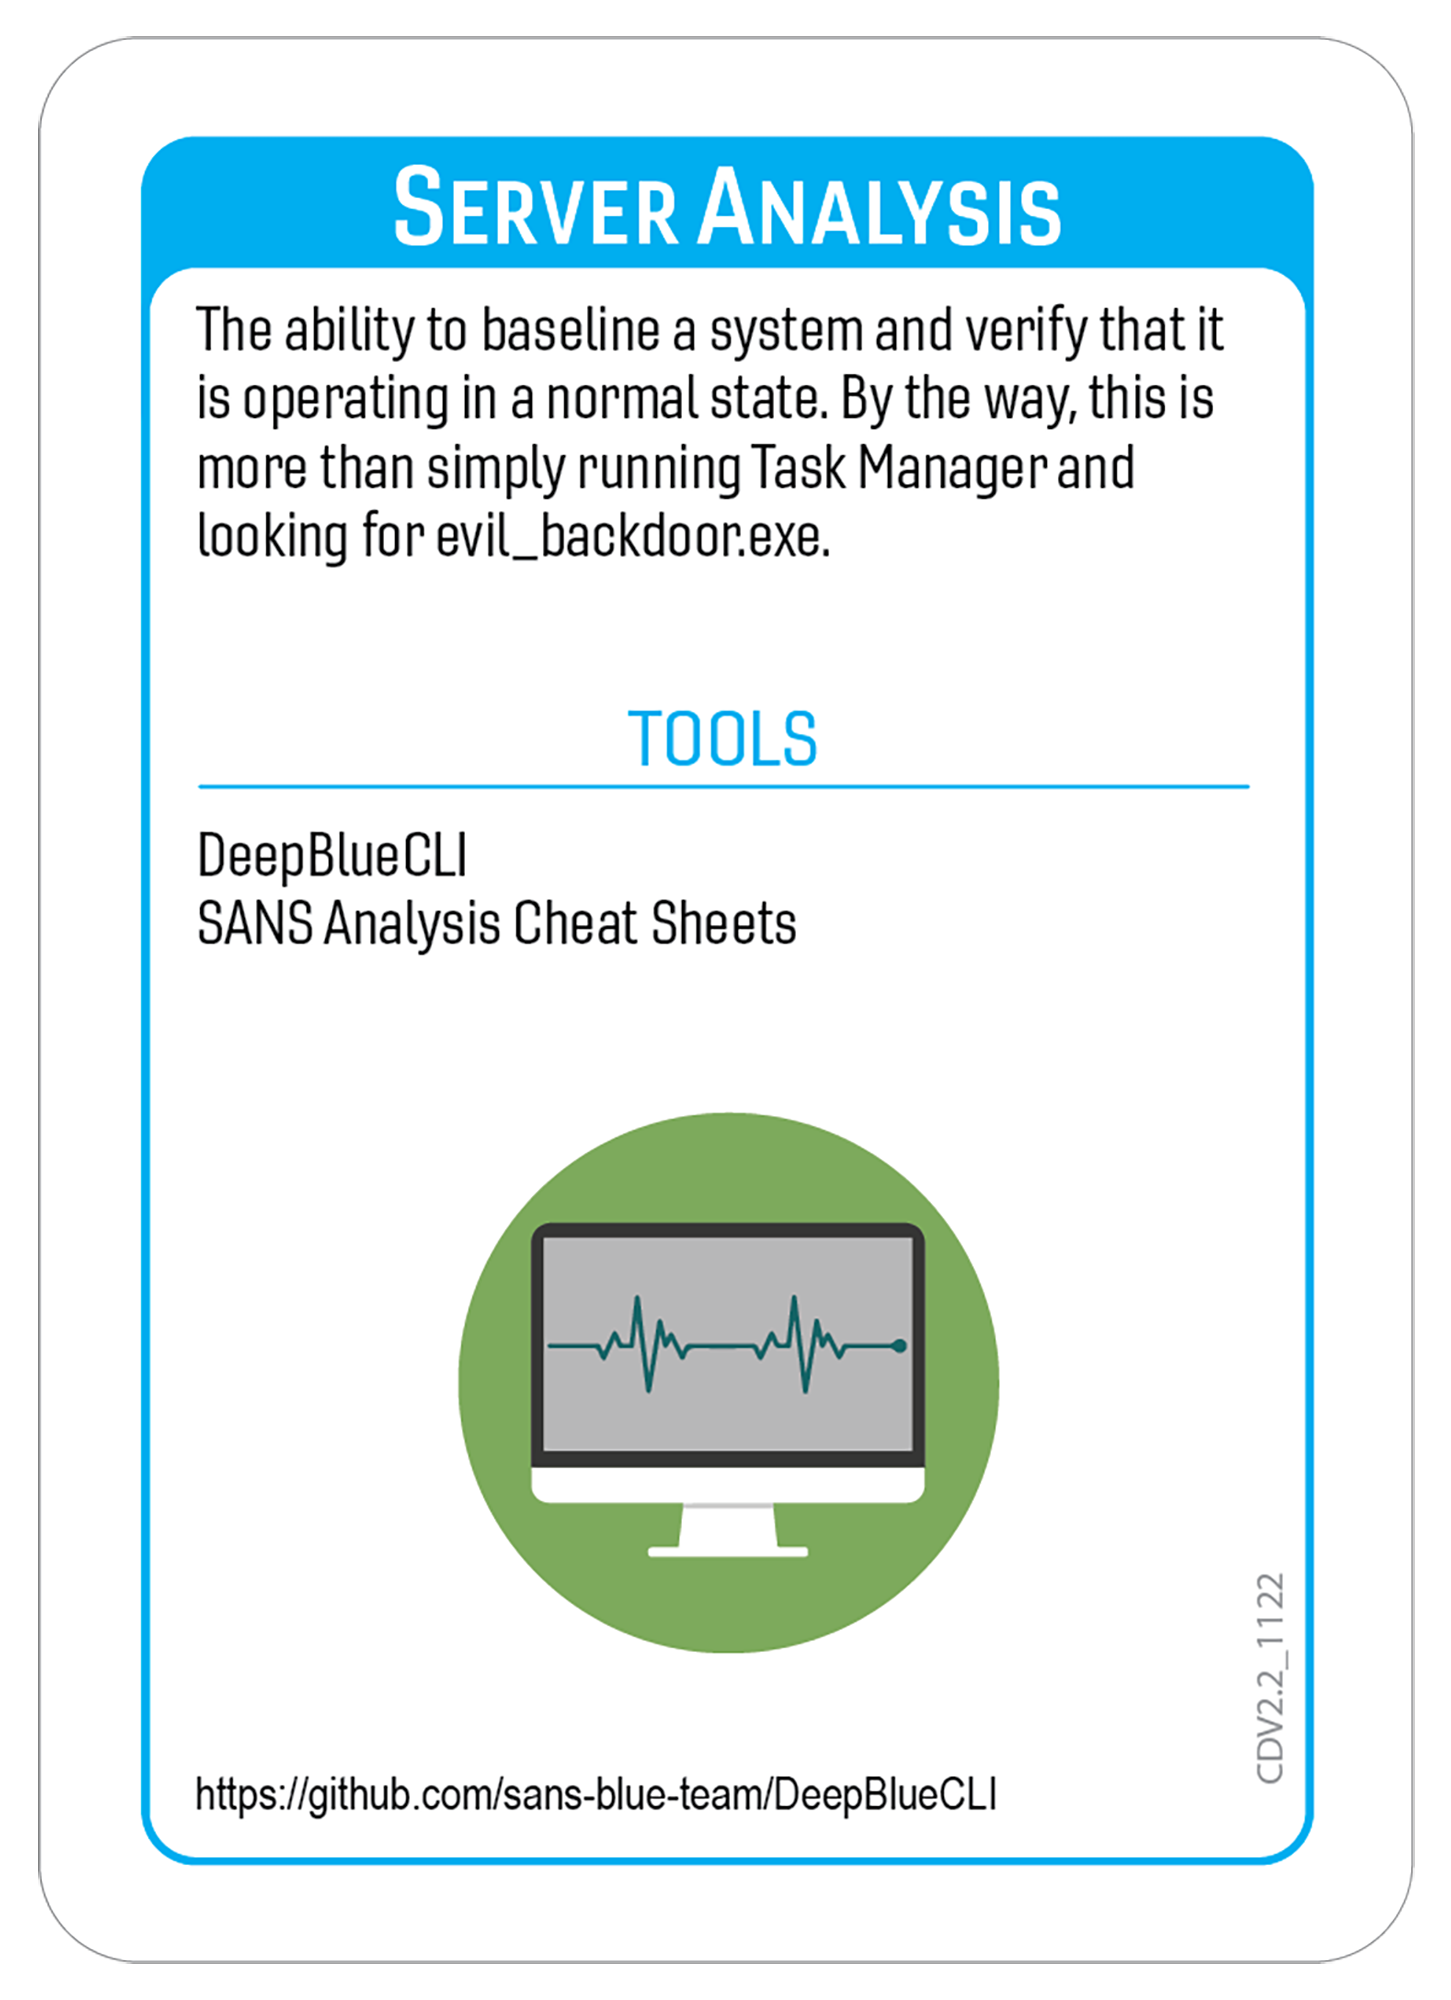 SERVER ANALYSIS
The ability to baseline a system and verify that it
is operating in a normal state. By the way, this is
more than simply running Task Manager and
looking for evil_backdoor.exe.
TOOLS
DeepBlueCLI
SANS Analysis Cheat Sheets
CDV2.2_1122
https://github.com/sans-blue-team/DeepBlueCLI